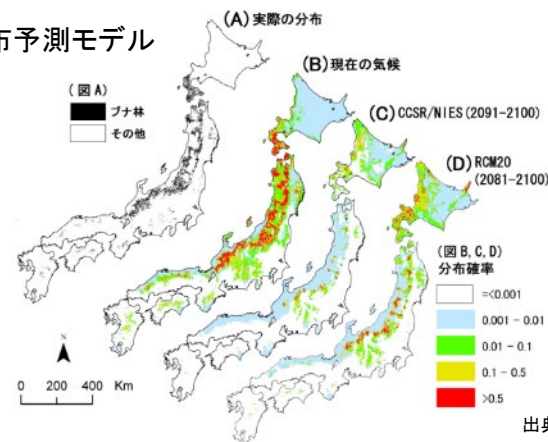 布予測モデル
(A) 実際の分布
(B) 現在の気候
(C) CCSR/NIES(2091-2100)
(D) RCM20
(2081-2100)
(図A)
ブナ林
その他
(図 B, C, D)
分布確率
=<0.001
0.001 - 0.01
0.01 - 0.1
0.1 - 0.5
>0.5
N
0 200 400 Km
出典